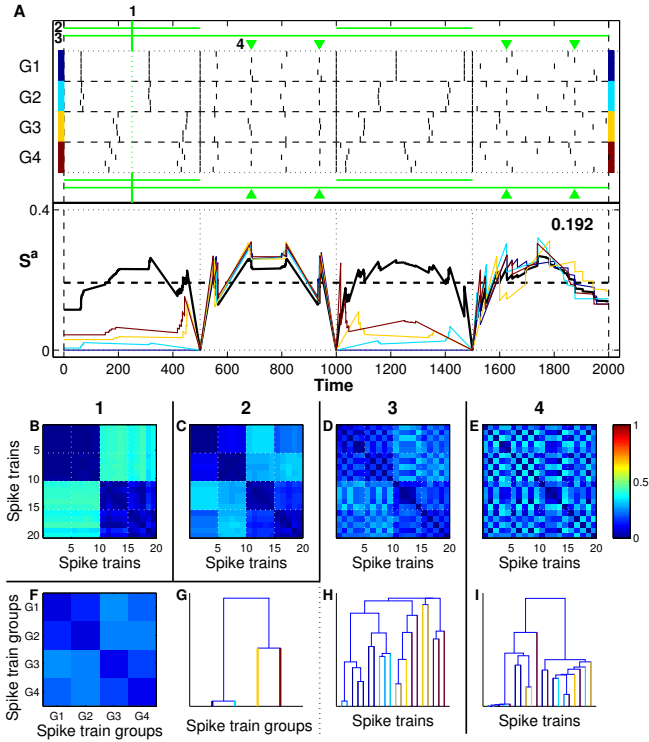 A
1
2
3
4
G1
G2
G3
G4
0.4
0.192
Sᵃ
0
0 200 400 600 800 1000 1200 1400 1600 1800 2000
Time
1 2 3 4
B C D E
5
10
15
20
Spike trains
5 10 15 20
5 10 15 20
5 10 15 20
5 10 15 20
Spike trains
Spike trains
Spike trains
Spike trains
1
0.5
0
F G H I
G1
G2
G3
G4
Spike train groups
G1 G2 G3 G4
Spike train groups
Spike train groups
Spike trains
Spike trains